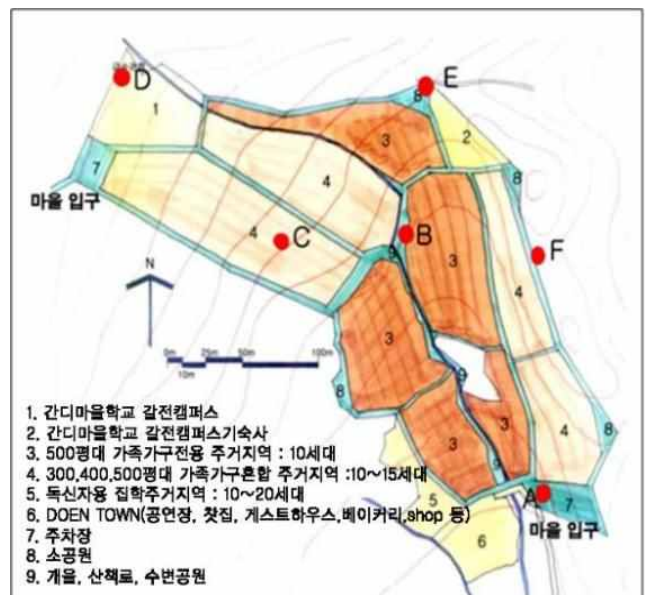 D
E
8
1
3
2
7
4
8
마을 입구
4
C
B
F
9
3
4
N
0m 25m 50m 100m
10m
3
9
8
3
3
4
8
9
A
7
5
마을 입구
6
1. 간디마을학교 갈전캠퍼스
2. 간디마을학교 갈전캠퍼스기숙사
3. 500평대 가족가구전용 주거지역 : 10세대
4. 300,400,500평대 가족가구혼합 주거지역 :10~15세대
5. 독신자용 집학주거지역 : 10~20세대
6. DOEN TOWN(공연장, 찻집, 게스트하우스,베이커리,shop 등)
7. 주차장
8. 소공원
9. 개울, 산책로, 수변공원